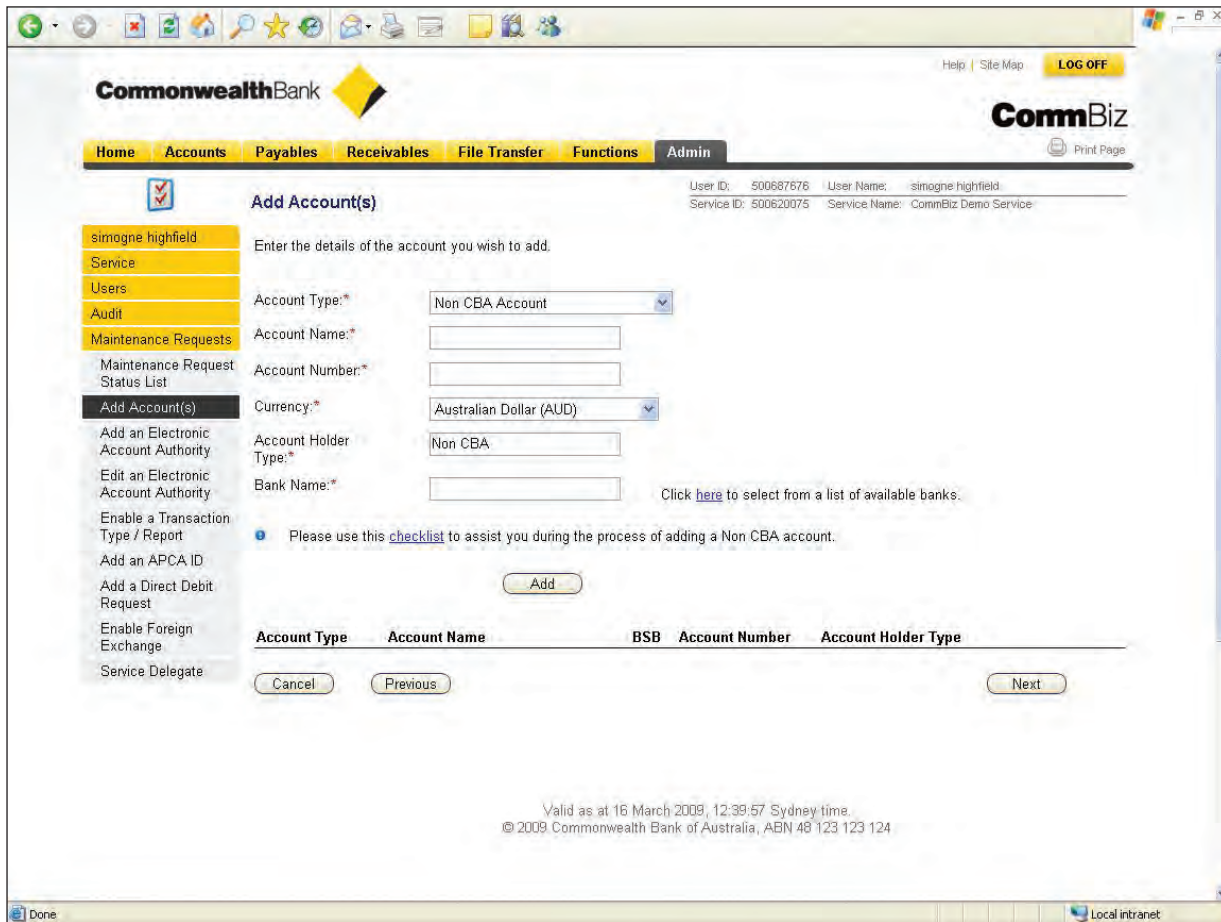 Help | Site Map LOG OFF
CommonwealthBank
CommBiz
Home Accounts Payables Receivables File Transfer Functions Admin
Print Page
User ID: 500687676 User Name: simogne highfield
Service ID: 500620075 Service Name: CommBiz Demo Service
Add Account(s)
simogne highfield
Service
Users
Audit
Maintenance Requests
Maintenance Request
Status List
Add Account(s)
Add an Electronic
Account Authority
Edit an Electronic
Account Authority
Enable a Transaction
Type / Report
Add an APCA ID
Add a Direct Debit
Request
Enable Foreign
Exchange
Service Delegate
Enter the details of the account you wish to add.
Account Type:* Non CBA Account
Account Name:*
Account Number:*
Currency:* Australian Dollar (AUD)
Account Holder
Type:* Non CBA
Bank Name:* Click here to select from a list of available banks.
Please use this checklist to assist you during the process of adding a Non CBA account.
Add
Account Type Account Name BSB Account Number Account Holder Type
Cancel Previous Next
Valid as at 16 March 2009, 12:39:57 Sydney time.
© 2009 Commonwealth Bank of Australia, ABN 48 123 123 124
Done Local intranet